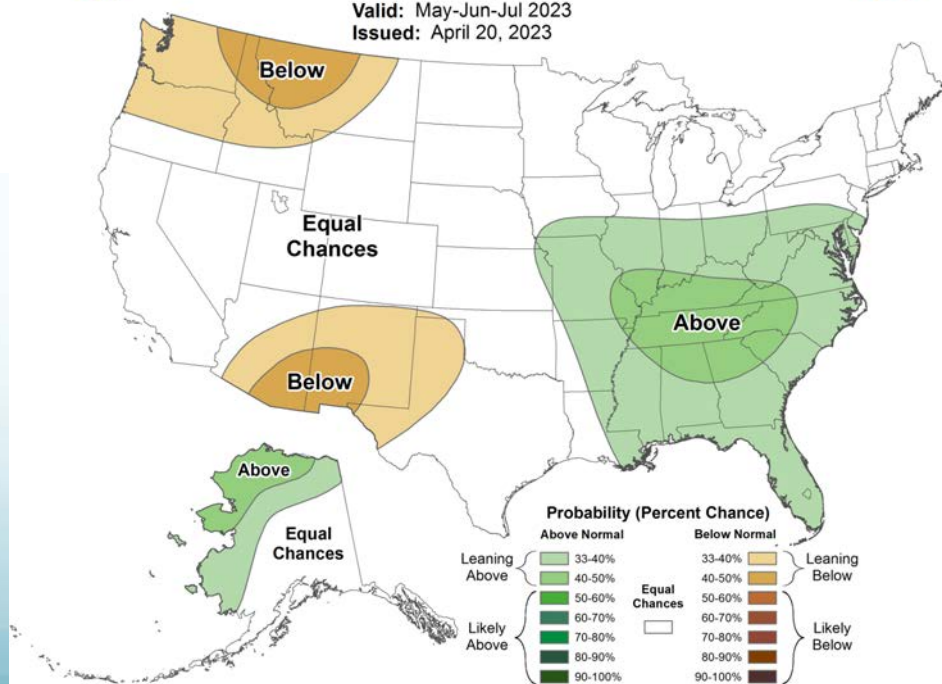 Valid: May-Jun-Jul 2023
Issued: April 20, 2023
Below
Equal
Chances
Above
Below
Above
Equal
Chances
Probability (Percent Chance)
Above Normal
Below Normal
Leaning
Above
33-40%
40-50%
Likely
Above
50-60%
60-70%
70-80%
80-90%
90-100%
Equal
Chances
33-40%
40-50%
Leaning
Below
50-60%
60-70%
70-80%
80-90%
90-100%
Likely
Below